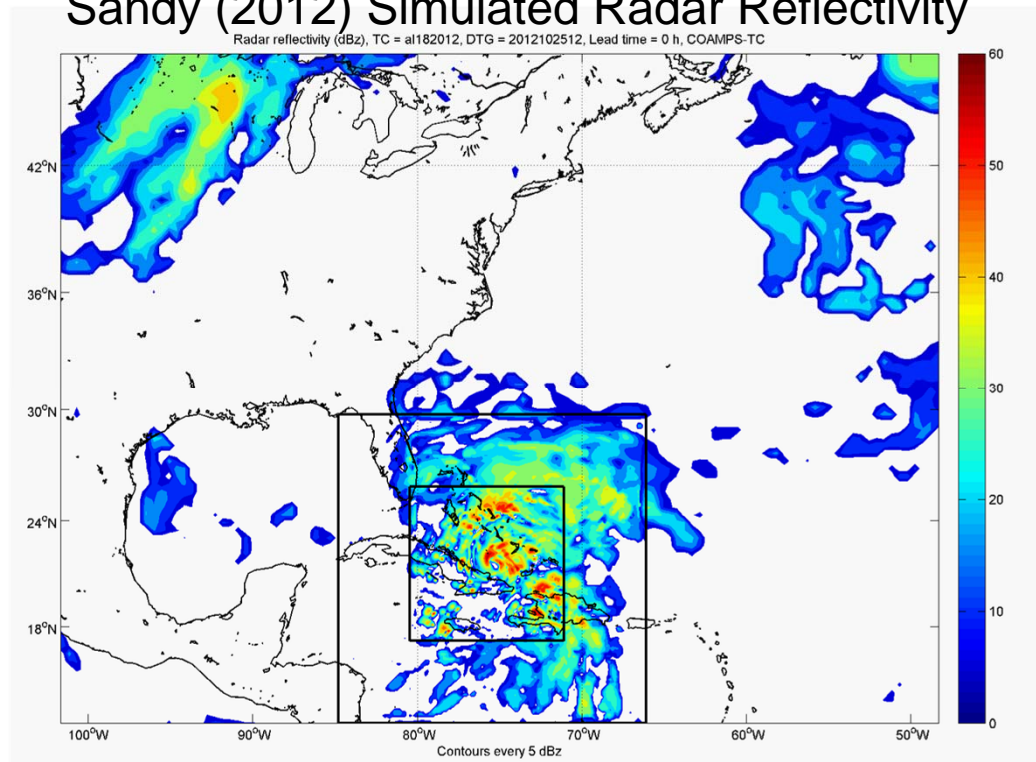 Sandy (2012) Simulated Radar Reflectivity
Radar reflectivity (dBz), TC = al182012, DTG = 2012102512, Lead time = 0 h, COAMPS-TC
60
50
42°N
40
36°N
30
30°N
20
24°N
10
18°N
0
100°W 90°W 80°W 70°W 60°W 50°W
Contours every 5 dBz